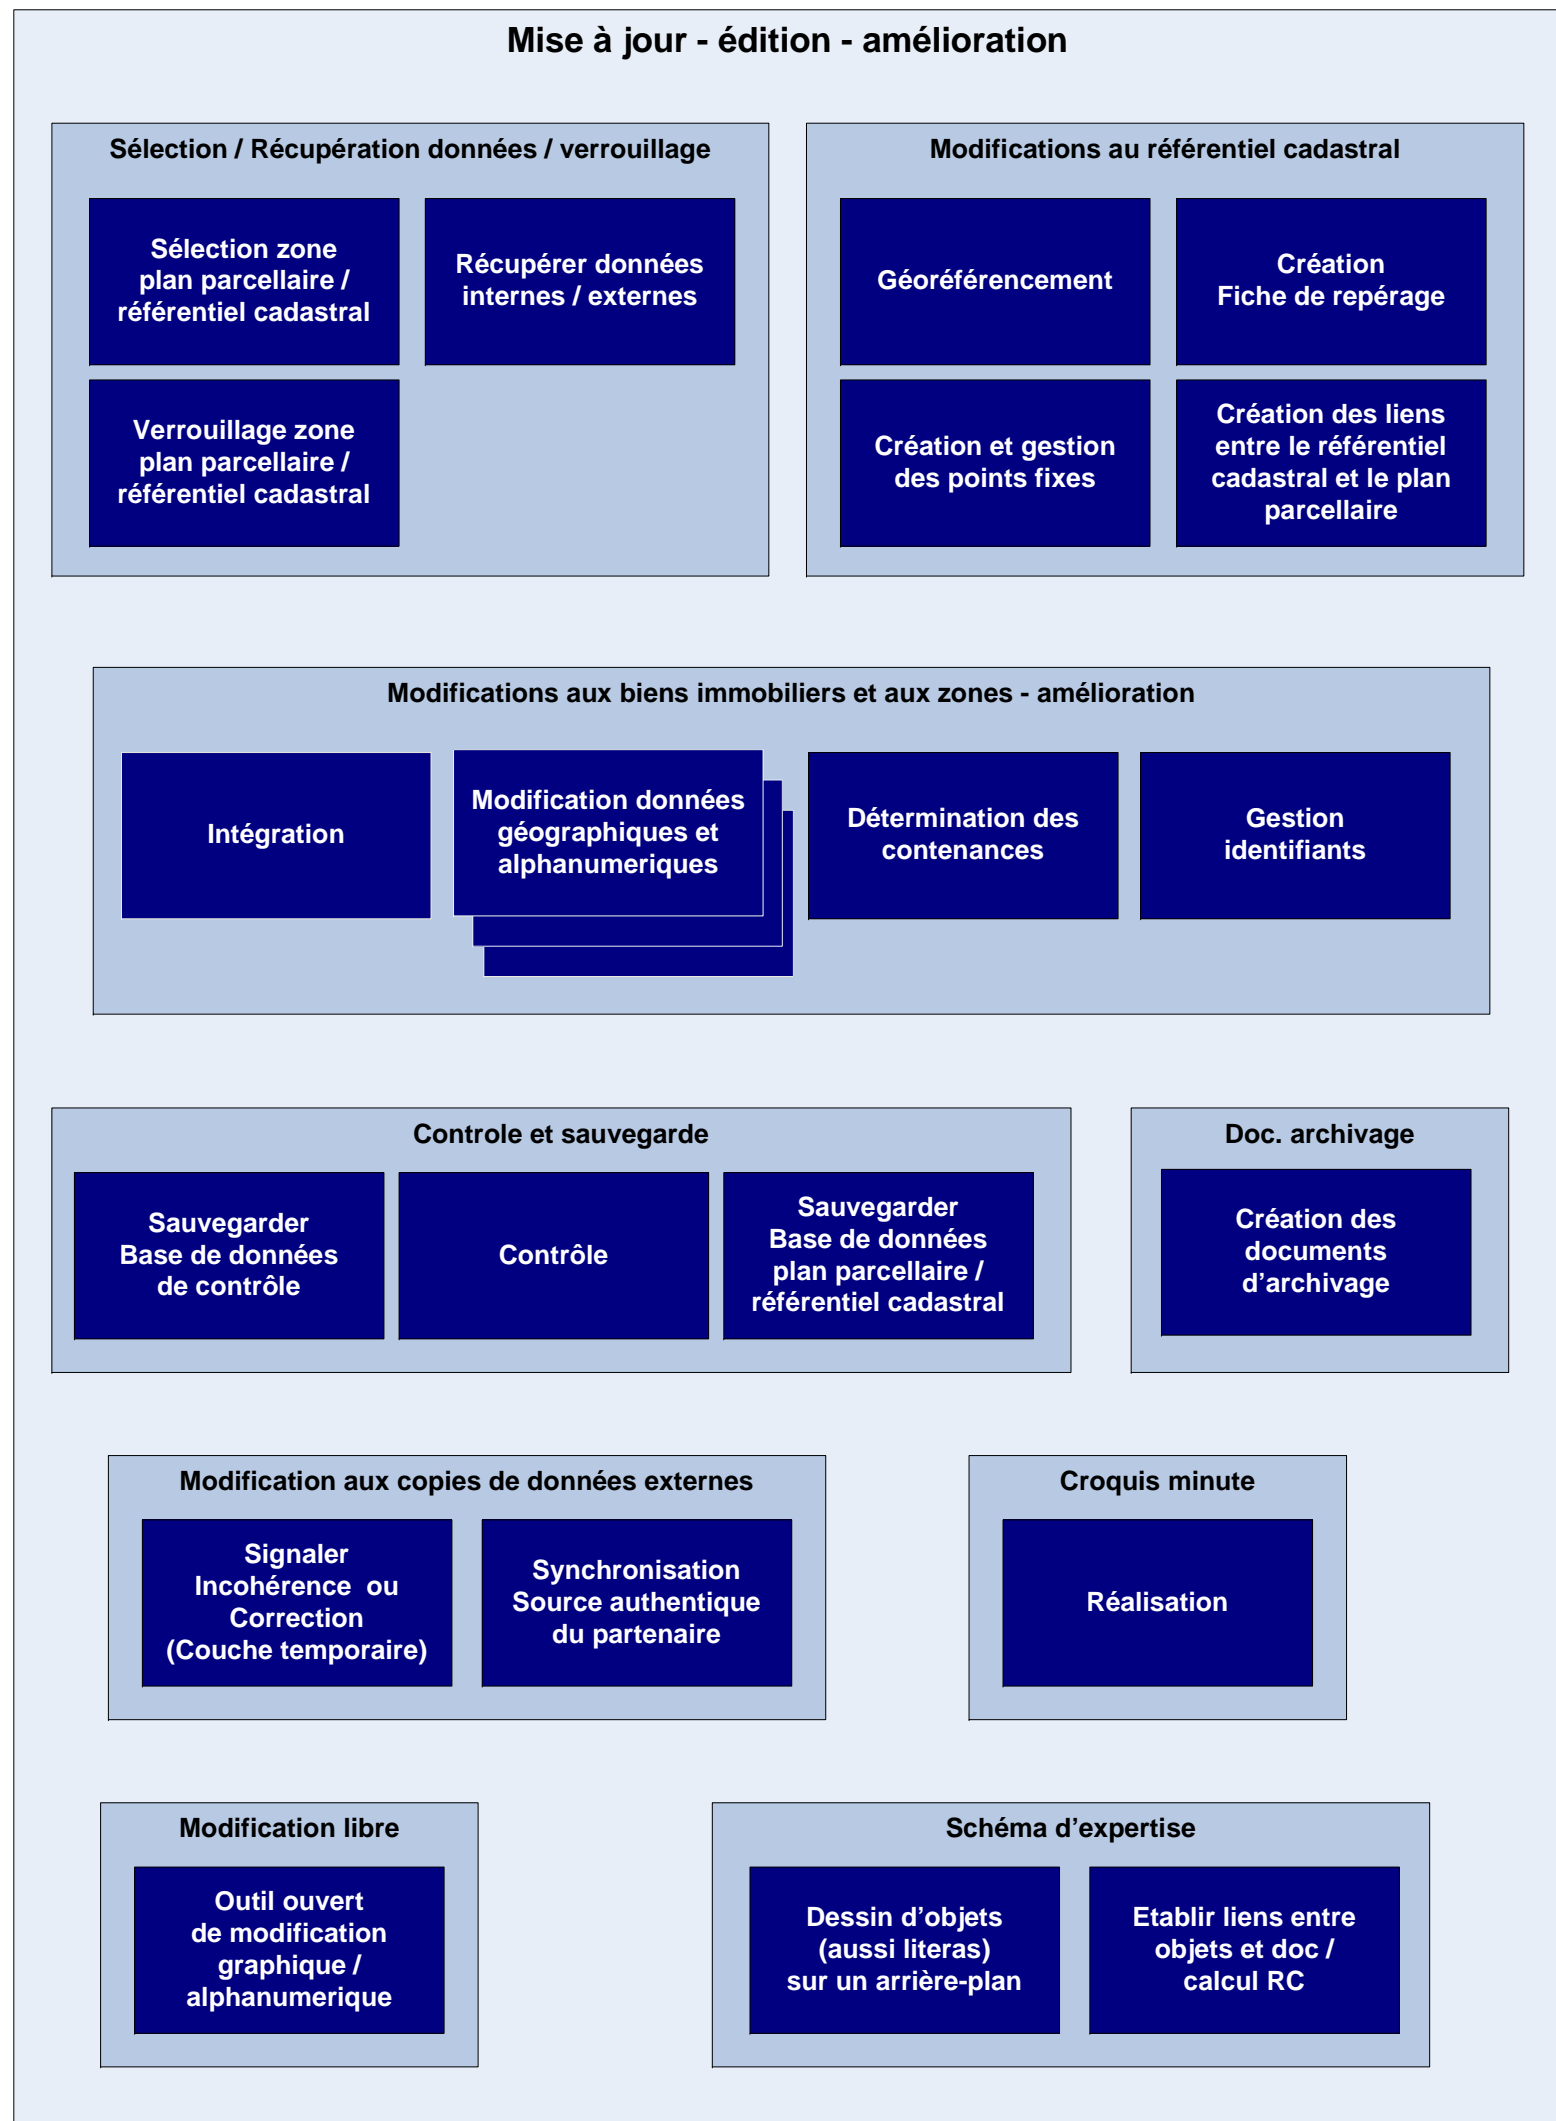 Mise à jour - édition - amélioration
Sélection / Récupération données / verrouillage
Sélection zone
plan parcellaire /
référentiel cadastral
Récupérer données
internes / externes
Verrouillage zone
plan parcellaire /
référentiel cadastral
Modifications au référentiel cadastral
Géoréférencement
Création
Fiche de repérage
Création et gestion
des points fixes
Création des liens
entre le référentiel
cadastral et le plan
parcellaire
Modifications aux biens immobiliers et aux zones - amélioration
Intégration
Modification données
géographiques et
alphanumeriques
Détermination des
contenances
Gestion
identifiants
Controle et sauvegarde
Sauvegarder
Base de données
de contrôle
Contrôle
Sauvegarder
Base de données
plan parcellaire /
référentiel cadastral
Doc. archivage
Création des
documents
d’archivage
Modification aux copies de données externes
Signaler
Incohérence  ou
Correction
(Couche temporaire)
Synchronisation
Source authentique
du partenaire
Croquis minute
Réalisation
Modification libre
Outil ouvert
de modification
graphique /
alphanumerique
Schéma d’expertise
Dessin d’objets
(aussi literas)
sur un arrière-plan
Etablir liens entre
objets et doc /
calcul RC